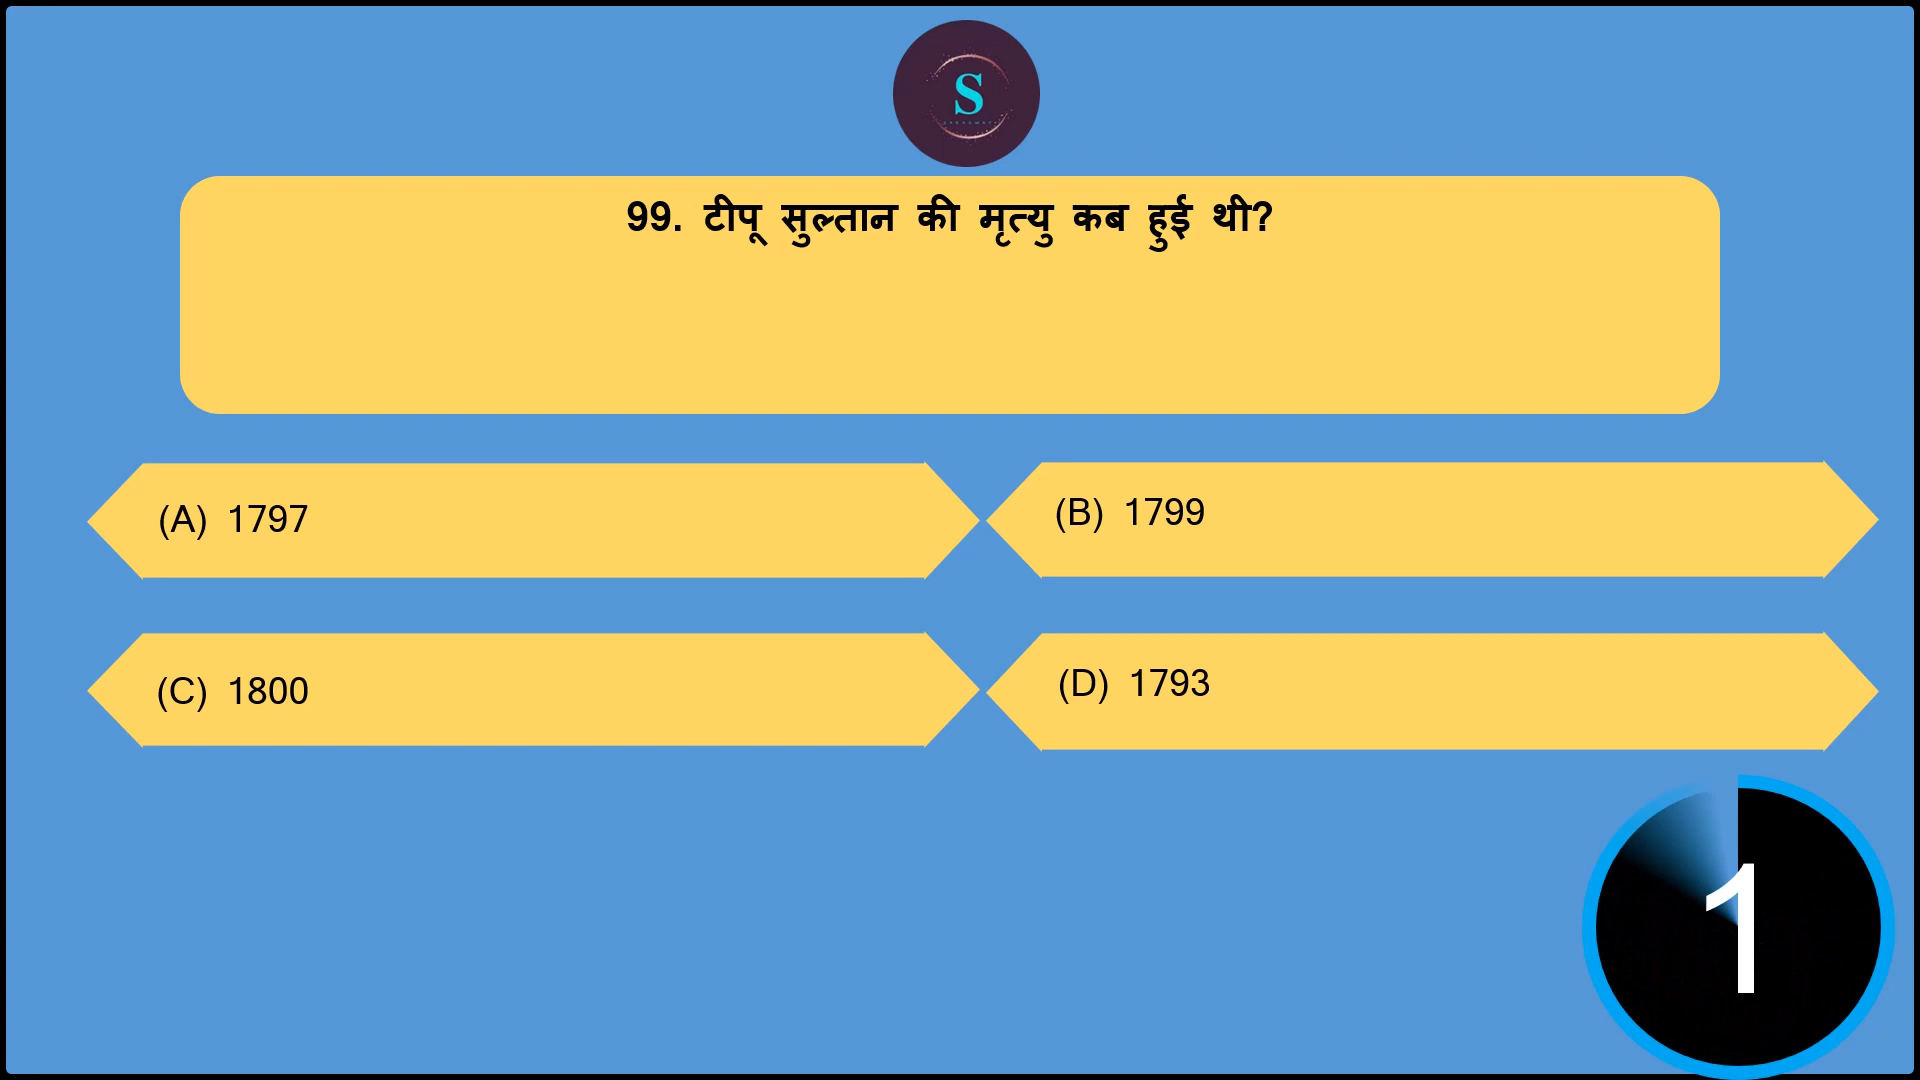 S
99. टीपू सुल्तान की मृत्यु कब हुई थी?
(A) 1797
(B) 1799
(C) 1800
(D) 1793
1